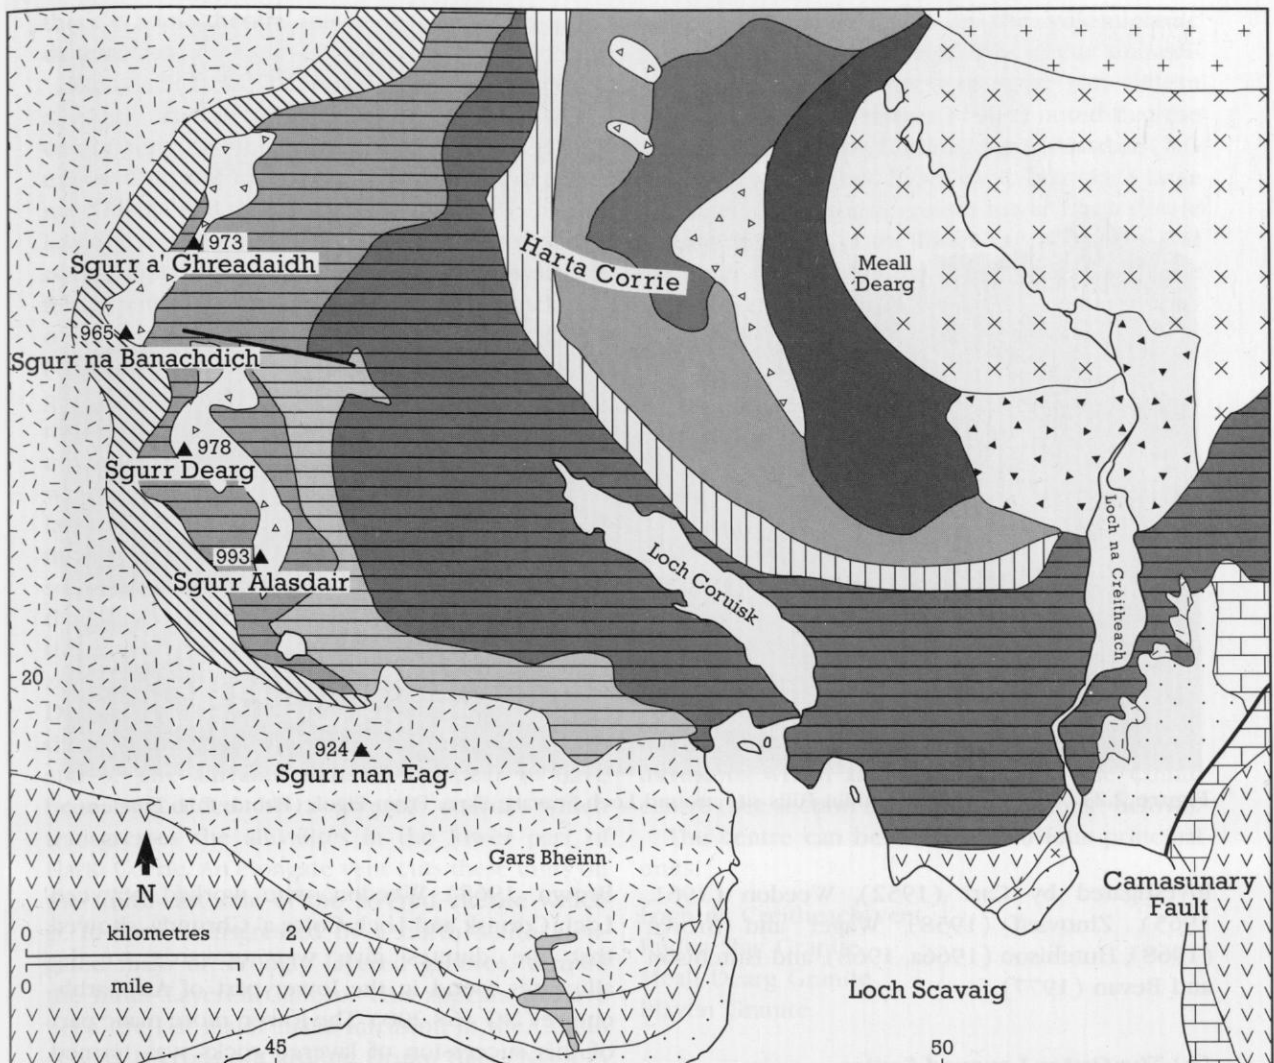 973
Sgurr a' Ghreadaidh
Harta Corrie
Meall
Dearg
965
Sgurr na Banachdich
978
Sgurr Dearg
993
Sgurr Alasdair
Loch Coruisk
Loch na Crèitheach
20
924
Sgurr nan Eag
Gars Bheinn
N
0 kilometres 2
0 mile 1
Camasunary
Fault
Loch Scavaig
45
50